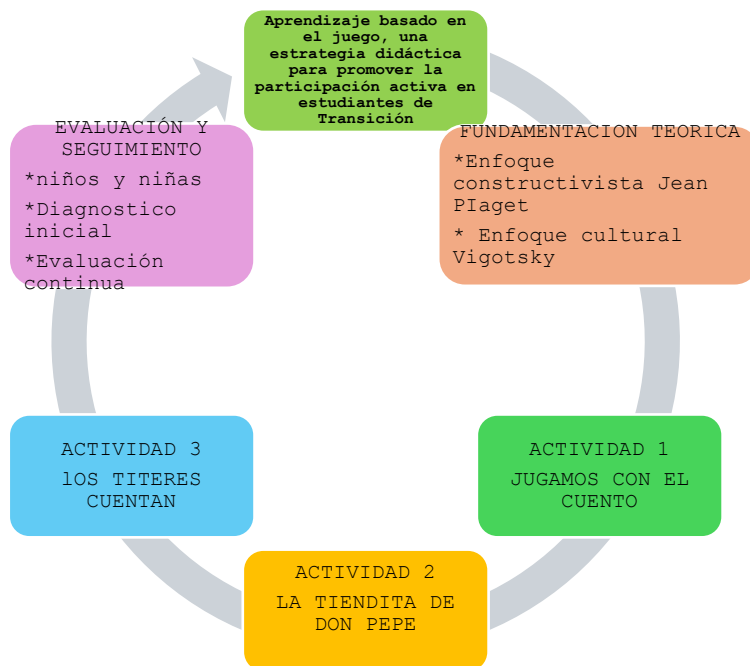 Aprendizaje basado en
el juego, una
estrategia didáctica
para promover la
participación activa en
estudiantes de
Transición
FUNDAMENTACION TEORICA
*Enfoque
constructivista Jean
PIaget
* Enfoque cultural
Vigotsky
ACTIVIDAD 1
JUGAMOS CON EL
CUENTO
ACTIVIDAD 2
LA TIENDITA DE
DON PEPE
ACTIVIDAD 3
lOS TITERES
CUENTAN
EVALUACIÓN Y
SEGUIMIENTO
*niños y niñas
*Diagnostico
inicial
*Evaluación
continua